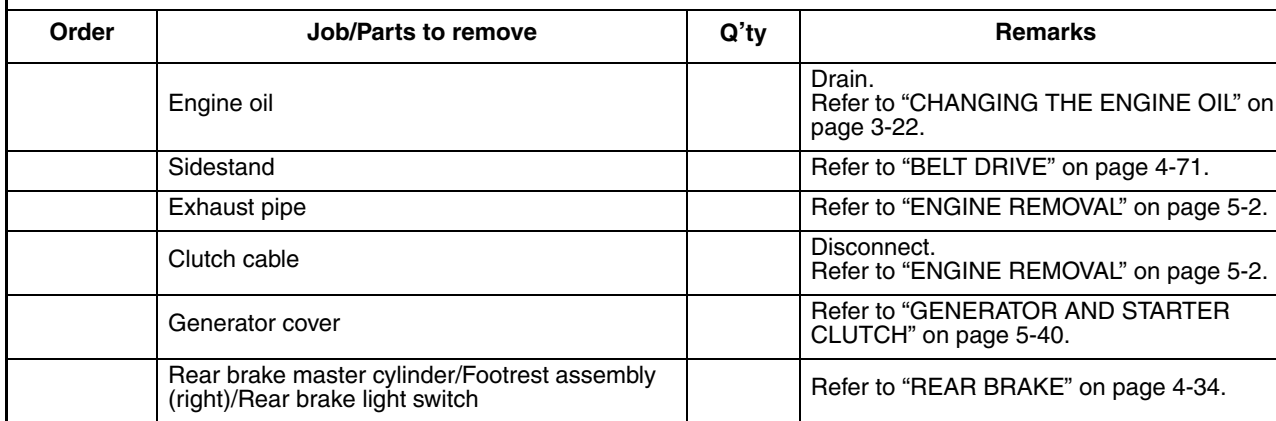 Order Job/Parts to remove Q’ty Remarks
Engine oil
Drain.
Refer to “CHANGING THE ENGINE OIL” on
page 3-22.
Sidestand Refer to “BELT DRIVE” on page 4-71.
Exhaust pipe Refer to “ENGINE REMOVAL” on page 5-2.
Clutch cable
Disconnect.
Refer to “ENGINE REMOVAL” on page 5-2.
Generator cover
Refer to “GENERATOR AND STARTER
CLUTCH” on page 5-40.
Rear brake master cylinder/Footrest assembly
(right)/Rear brake light switch
Refer to “REAR BRAKE” on page 4-34.